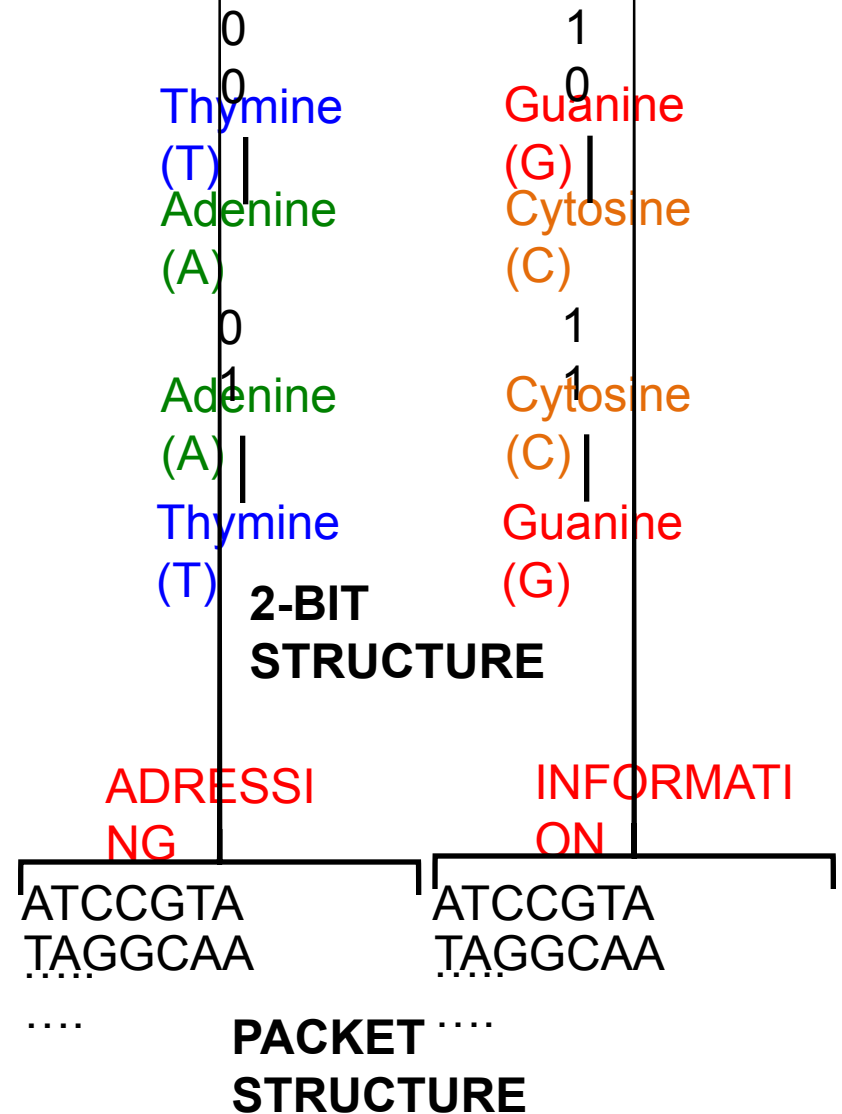 0
0
Thymine
(T)
Adenine
(A)
1
0
Guanine
(G)
Cytosine
(C)
0
1
Adenine
(A)
Thymine
(T)
1
1
Cytosine
(C)
Guanine
(G)
2-BIT
STRUCTURE
ADRESSI
NG
ATCCGTA
TAGGCAA
.....
....
INFORMATI
ON
ATCCGTA
TAGGCAA
.....
....
PACKET
STRUCTURE